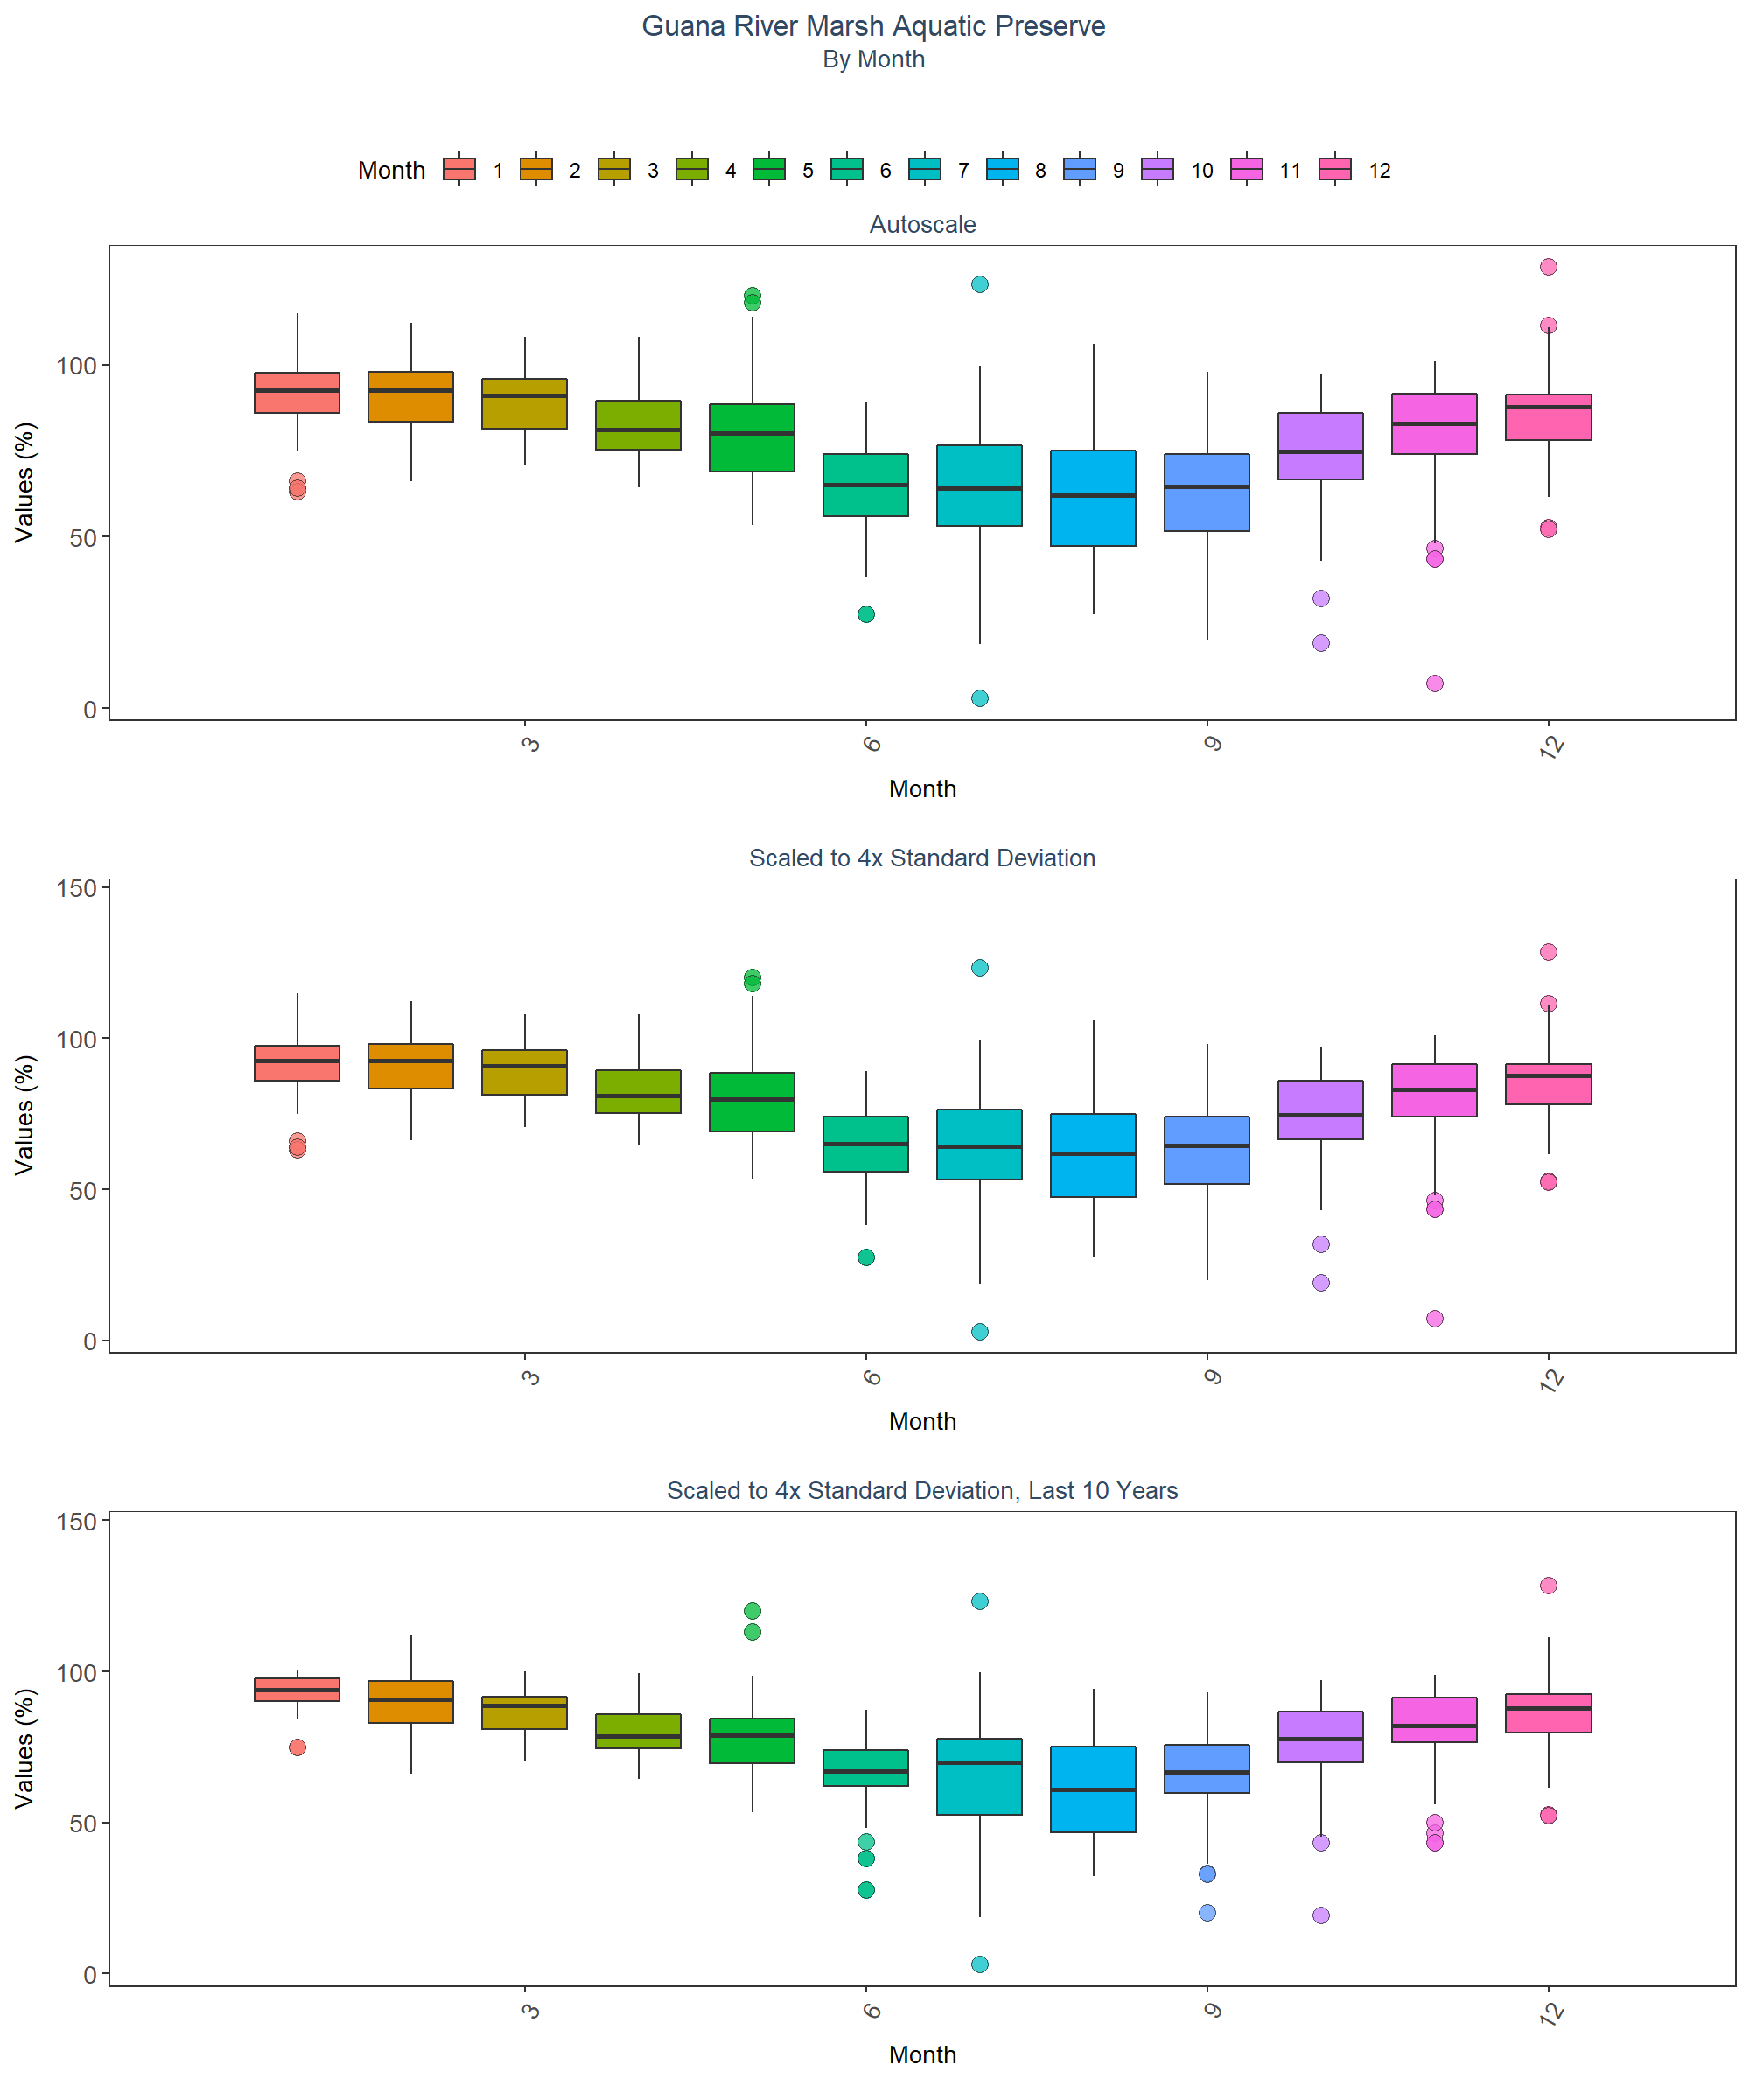 Guana River Marsh Aquatic Preserve
By Month
Month 1 2 3 4 5 6 7 8 9 10 11 12
Autoscale
Values (%)
100
50
0
3 6 9 12
Month
Scaled to 4x Standard Deviation
Values (%)
150
100
50
0
3 6 9 12
Month
Scaled to 4x Standard Deviation, Last 10 Years
Values (%)
150
100
50
0
3 6 9 12
Month